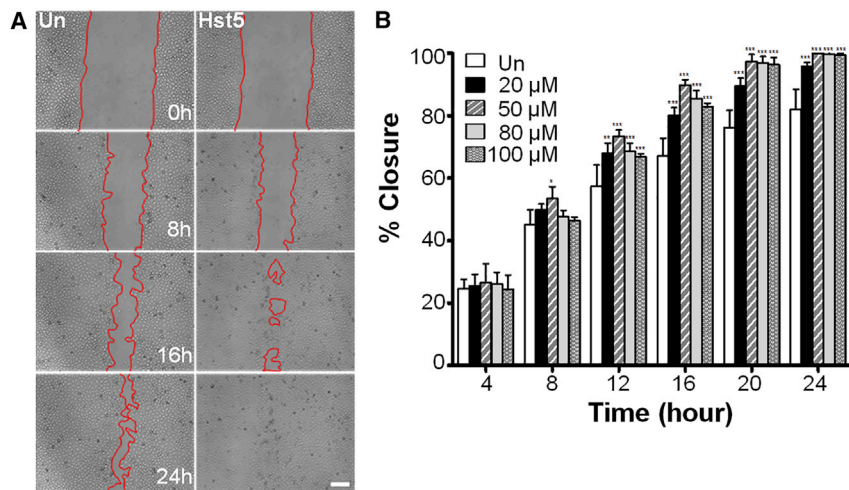 A
Un
Hst5
0h
8h
16h
24h
B
% Closure
100
80
60
40
20
0
Un
20 µM
50 µM
80 µM
100 µM
*
** *** * ***
*** *** *** ***
*** *** *** ***
*** *** *** ***
4 8 12 16 20 24
Time (hour)